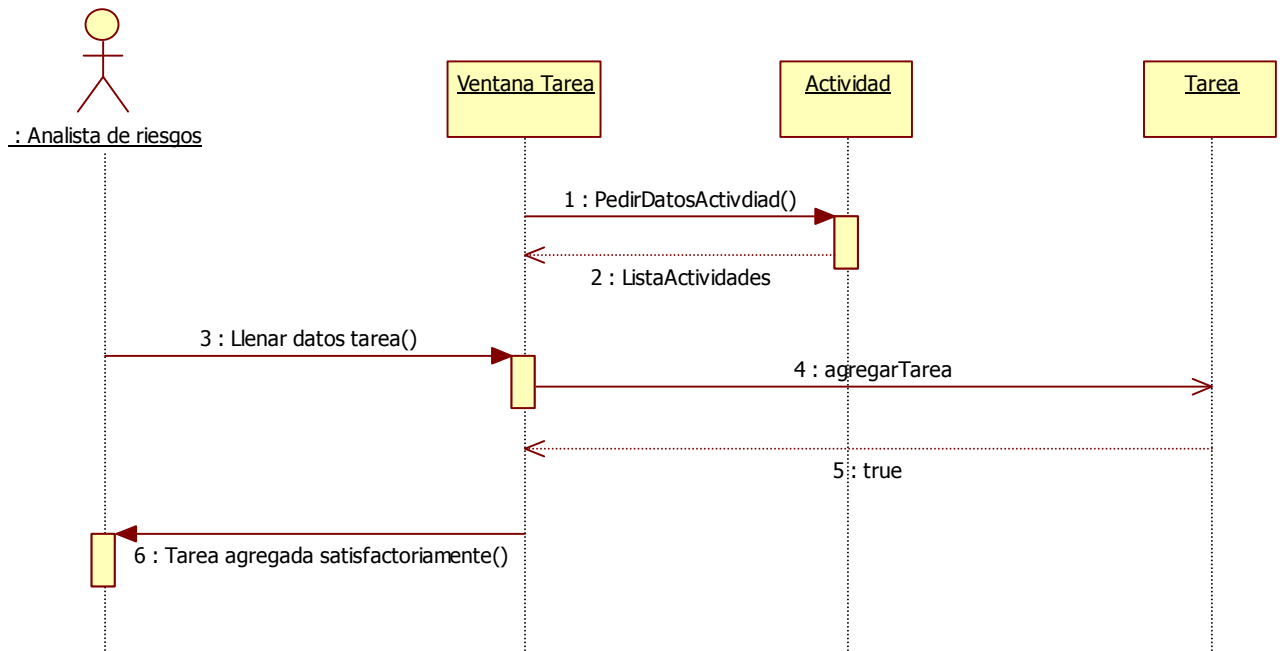 : Analista de riesgos
Ventana Tarea
Actividad
Tarea
1 : PedirDatosActivdiad()
2 : ListaActividades
3 : Llenar datos tarea()
4 : agregarTarea
5 : true
6 : Tarea agregada satisfactoriamente()